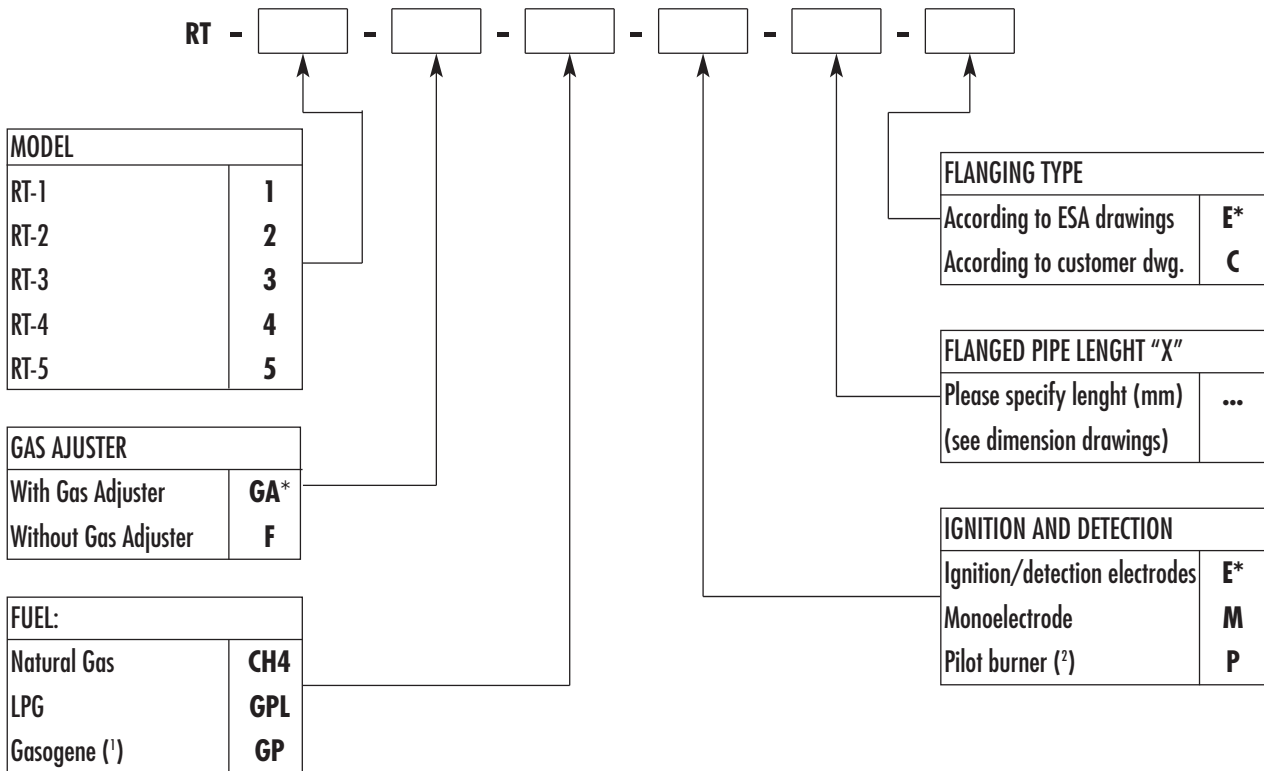 RT - - - - - -
MODEL
RT-1 1
RT-2 2
RT-3 3
RT-4 4
RT-5 5
GAS AJUSTER
With Gas Adjuster GA*
Without Gas Adjuster F
FUEL:
Natural Gas CH4
LPG GPL
Gasogene (¹) GP
FLANGING TYPE
According to ESA drawings E*
According to customer dwg. C
FLANGED PIPE LENGHT “X”
Please specify lenght (mm) ...
(see dimension drawings)
IGNITION AND DETECTION
Ignition/detection electrodes E*
Monoelectrode M
Pilot burner (²) P